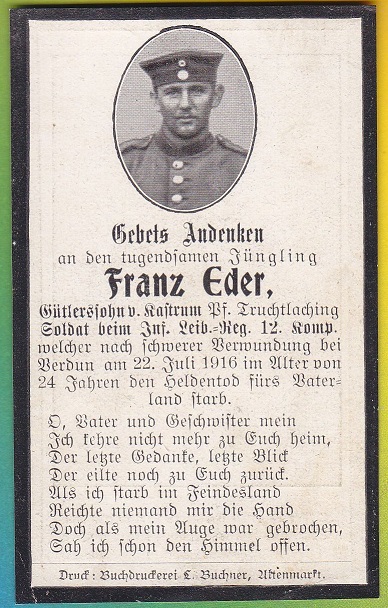 Gebets Andenken
an den tugendsamen Jüngling
Franz Eder,
Gütlerssohn v. Kastrum Pf. Truchtlaching
Soldat beim Inf. Leib.-Reg. 12. Komp.
welcher nach schwerer Verwundung bei
Verdun am 22. Juli 1916 im Alter von
24 Jahren den Heldentod fürs Vater-
land starb.
O, Vater und Geschwister mein
Ich kehre nicht mehr zu Euch heim,
Der letzte Gedanke, letzte Blick
Der eilte noch zu Euch zurück.
Als ich starb im Feindesland
Reichte niemand mir die Hand
Doch als mein Auge war gebrochen,
Sah ich schon den Himmel offen.
Druck: Buchdruckerei L. Buchner, Altenmarkt.